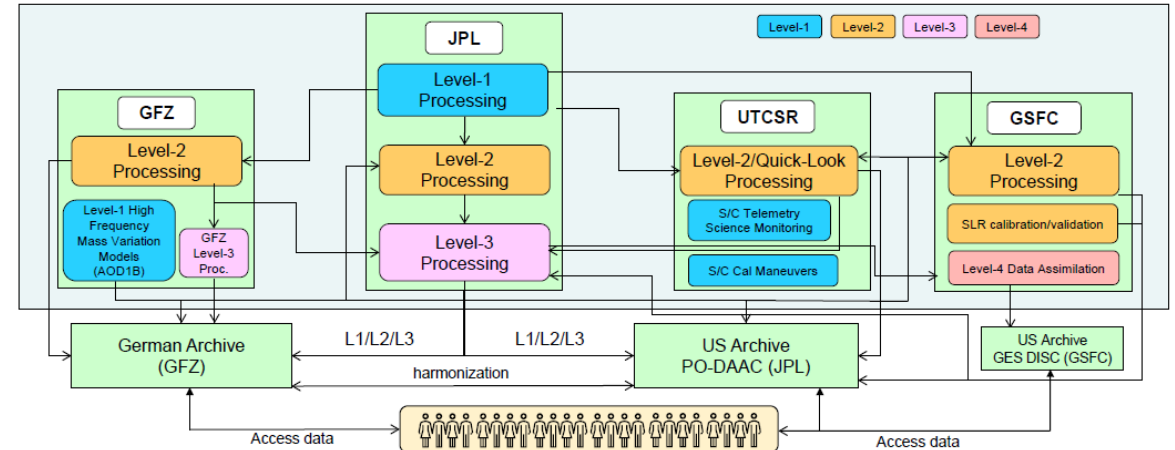 Level-1
Level-2
Level-3
Level-4
JPL
Level-1
Processing
Level-2
Processing
Level-3
Processing
GFZ
Level-2
Processing
Level-1 High
Frequency
Mass Variation
Models
(AOD1B)
GFZ
Level-3
Proc.
UTCSR
Level-2/Quick-Look
Processing
S/C Telemetry
Science Monitoring
S/C Cal Maneuvers
GSFC
Level-2
Processing
SLR calibration/validation
Level-4 Data Assimilation
German Archive
(GFZ)
L1/L2/L3
L1/L2/L3
harmonization
US Archive
PO-DAAC (JPL)
US Archive
GES DISC (GSFC)
Access data
Access data